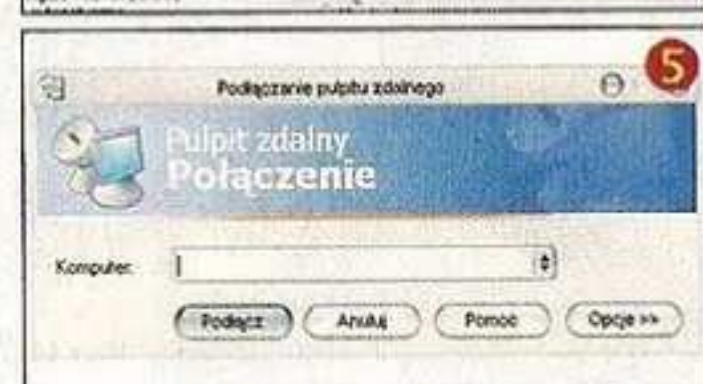 Podłączanie pulpitu zdalnego
5
Pulpit zdalny
Połączenie
Komputer:
Podłącz
Anuluj
Pomoc
Opcje >>